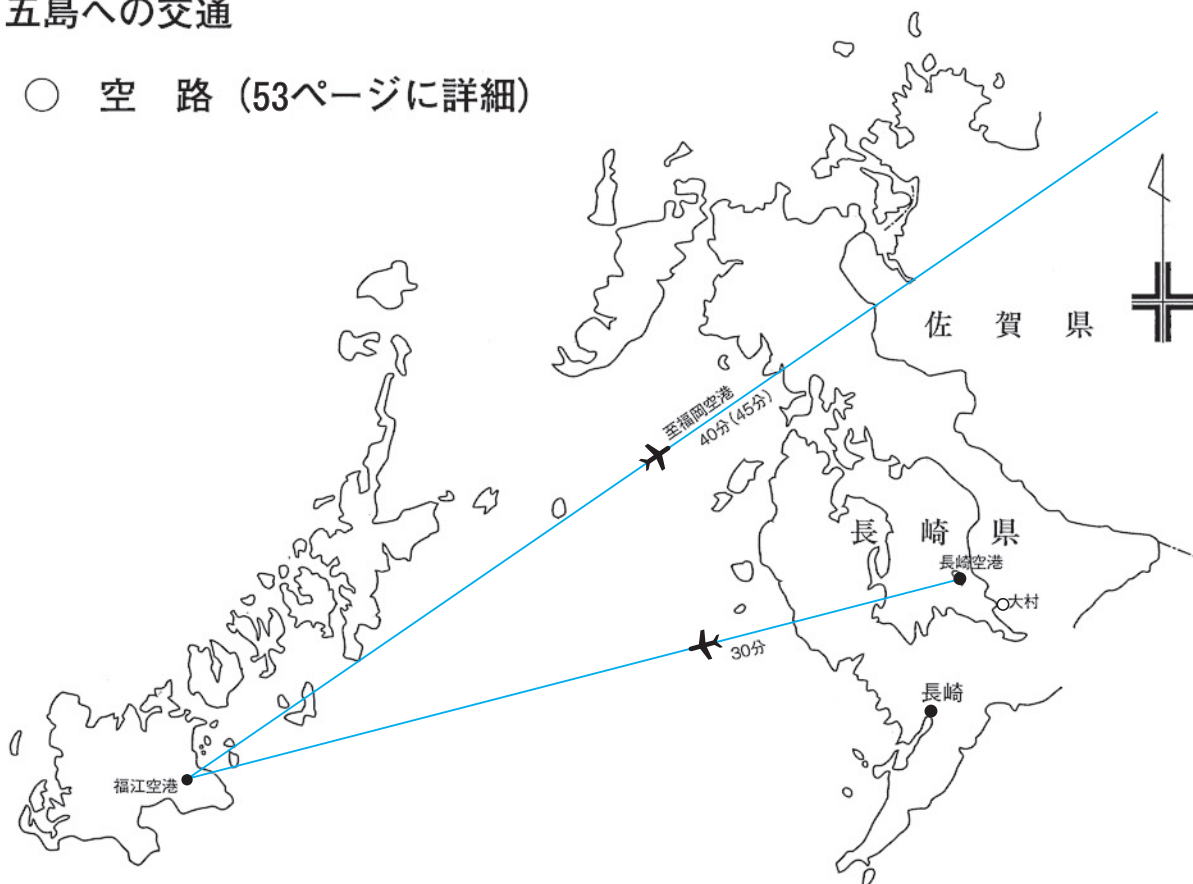 五島への交通
○ 空 路 (53ページに詳細)
佐 賀 県
至福岡空港
40分(45分)
長 崎 県
長崎空港
大村
30分
長崎
福江空港